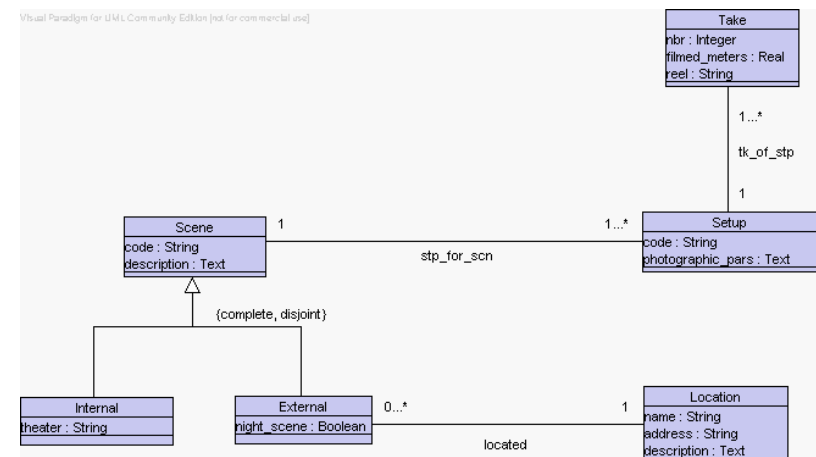 Visual Paradigm for UML Community Edition [not for commercial use]
Take
nbr : Integer
filmed_meters : Real
reel : String
1...*
tk_of_stp
1
Setup
code : String
photographic_pars : Text
Scene
code : String
description : Text
1
1...*
stp_for_scn
{complete, disjoint}
Internal
theater : String
External
night_scene : Boolean
0...*
1
located
Location
name : String
address : String
description : Text